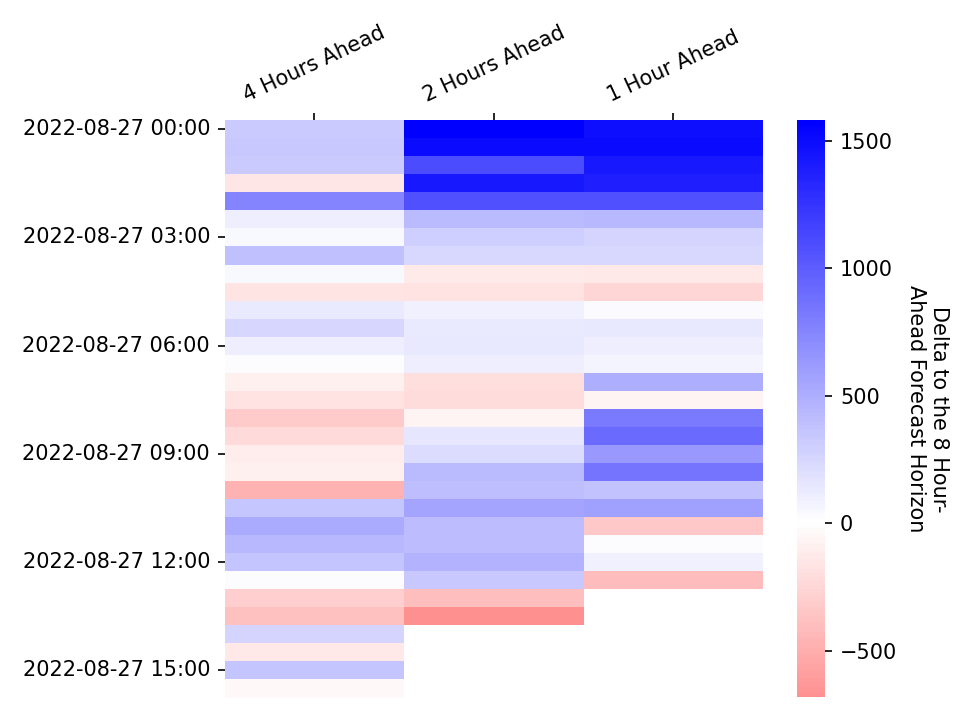 4 Hours Ahead
2 Hours Ahead
1 Hour Ahead
2022-08-27 00:00
2022-08-27 03:00
2022-08-27 06:00
2022-08-27 09:00
2022-08-27 12:00
2022-08-27 15:00
1500
1000
500
0
−500
Delta to the 8 Hour-
Ahead Forecast Horizon